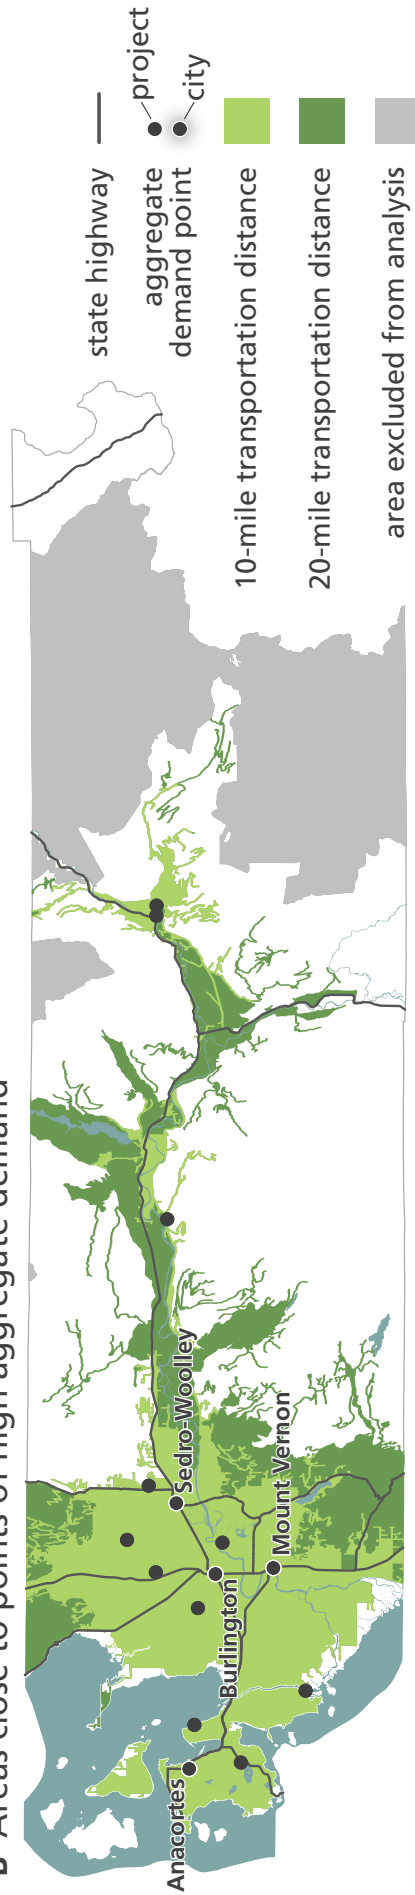 Areas close to points of high aggregate demand
Anacortes
Burlington
Mount Vernon
Sedro-Woolley
state highway
aggregate
demand point
project
city
10-mile transportation distance
20-mile transportation distance
area excluded from analysis